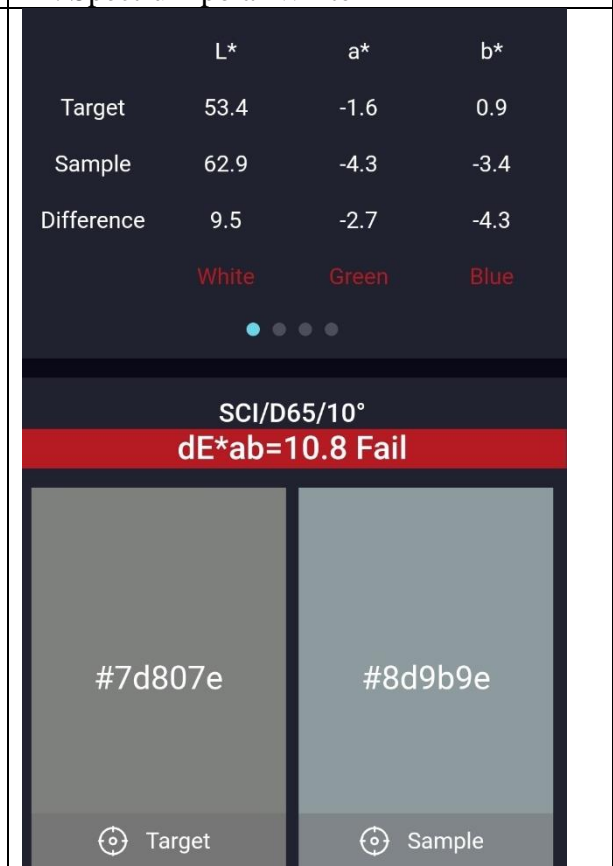 L* a* b*
Target 53.4 -1.6 0.9
Sample 62.9 -4.3 -3.4
Difference 9.5 -2.7 -4.3
White Green Blue
SCI/D65/10°
dE*ab=10.8 Fail
#7d807e #8d9b9e
Target Sample